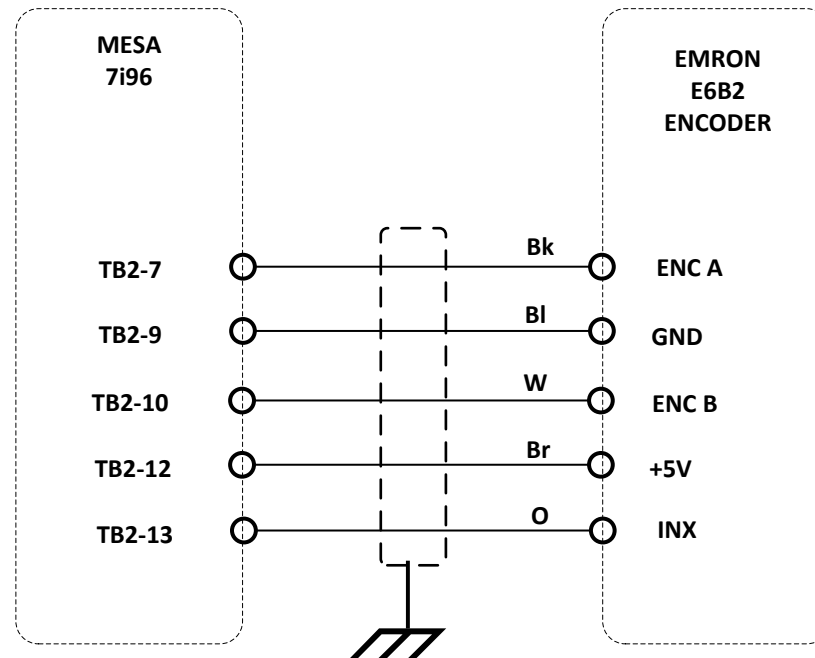 MESA
7i96
EMRON
E6B2
ENCODER
TB2-7 Bk ENC A
TB2-9 Bl GND
TB2-10 W ENC B
TB2-12 Br +5V
TB2-13 O INX